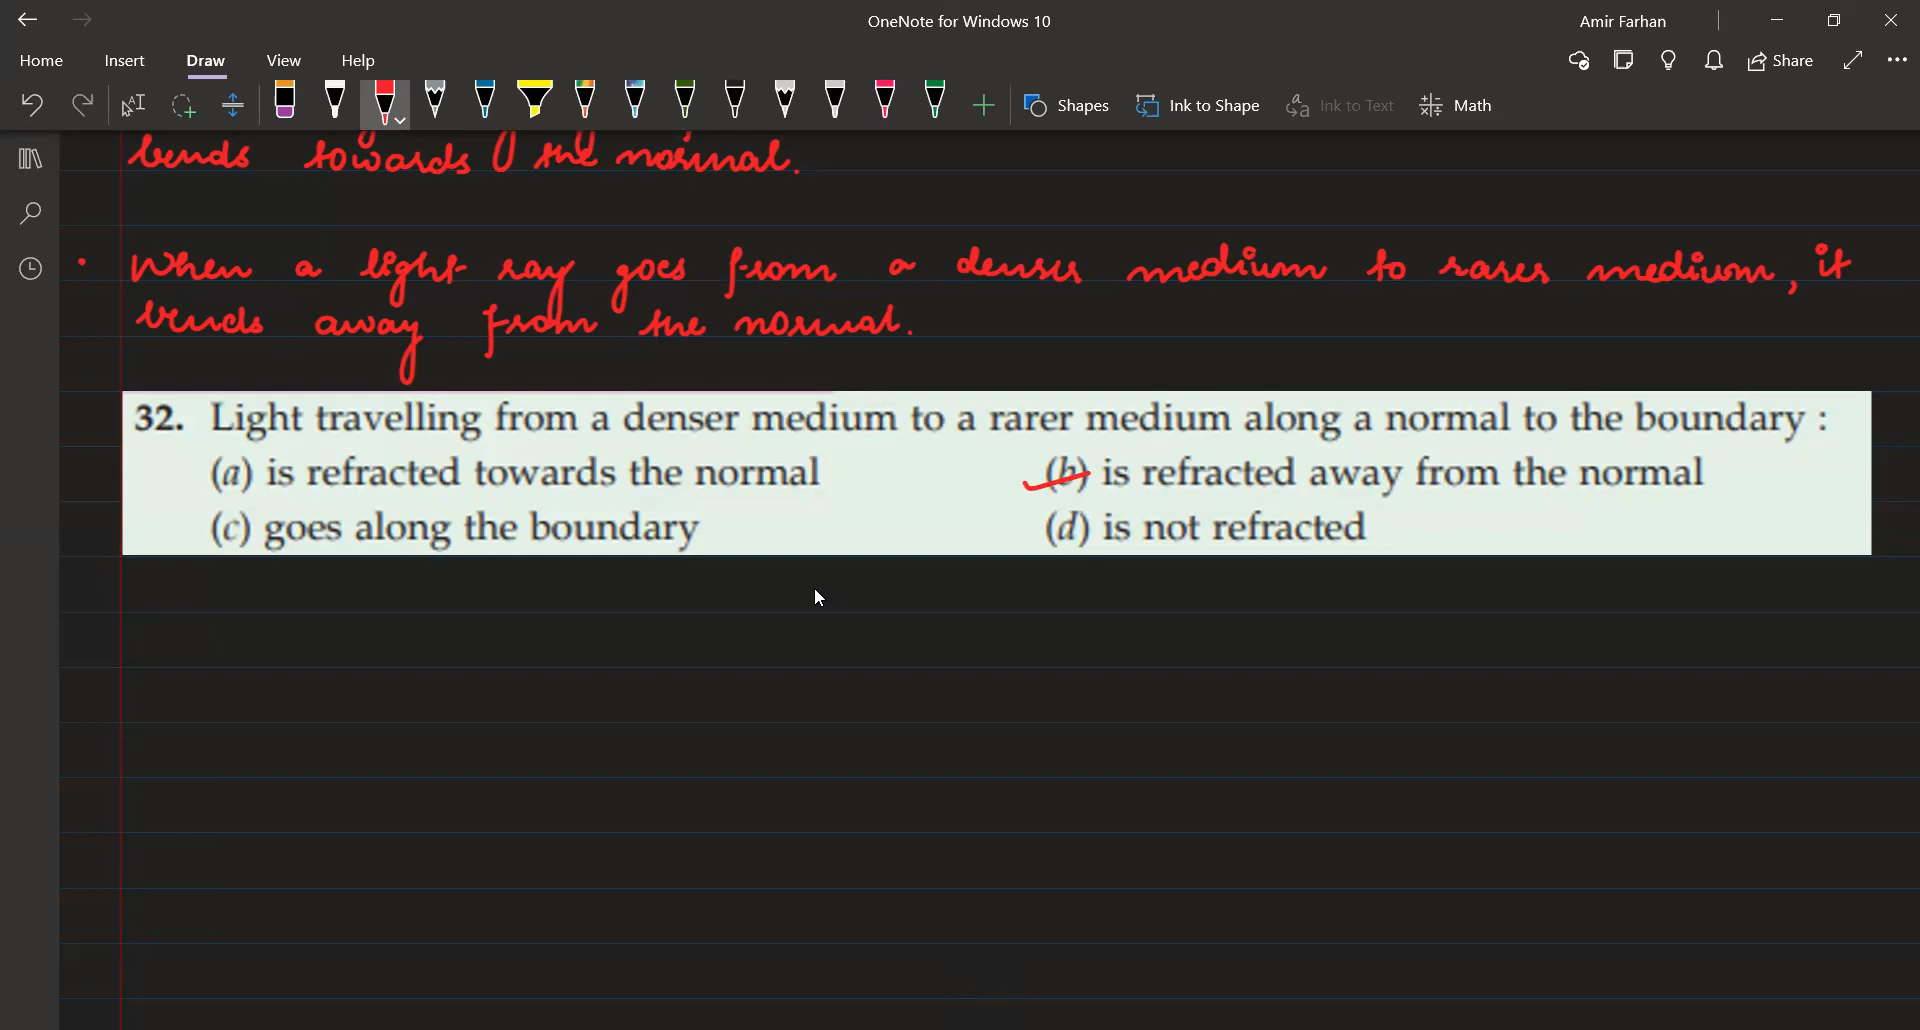 OneNote for Windows 10
Amir Farhan
Home Insert Draw View Help
Share
Shapes Ink to Shape Ink to Text Math
bends towards the normal.
• When a light ray goes from a denser medium to rarer medium, it
bends away from the normal.
32. Light travelling from a denser medium to a rarer medium along a normal to the boundary :
(a) is refracted towards the normal (b) is refracted away from the normal
(c) goes along the boundary (d) is not refracted